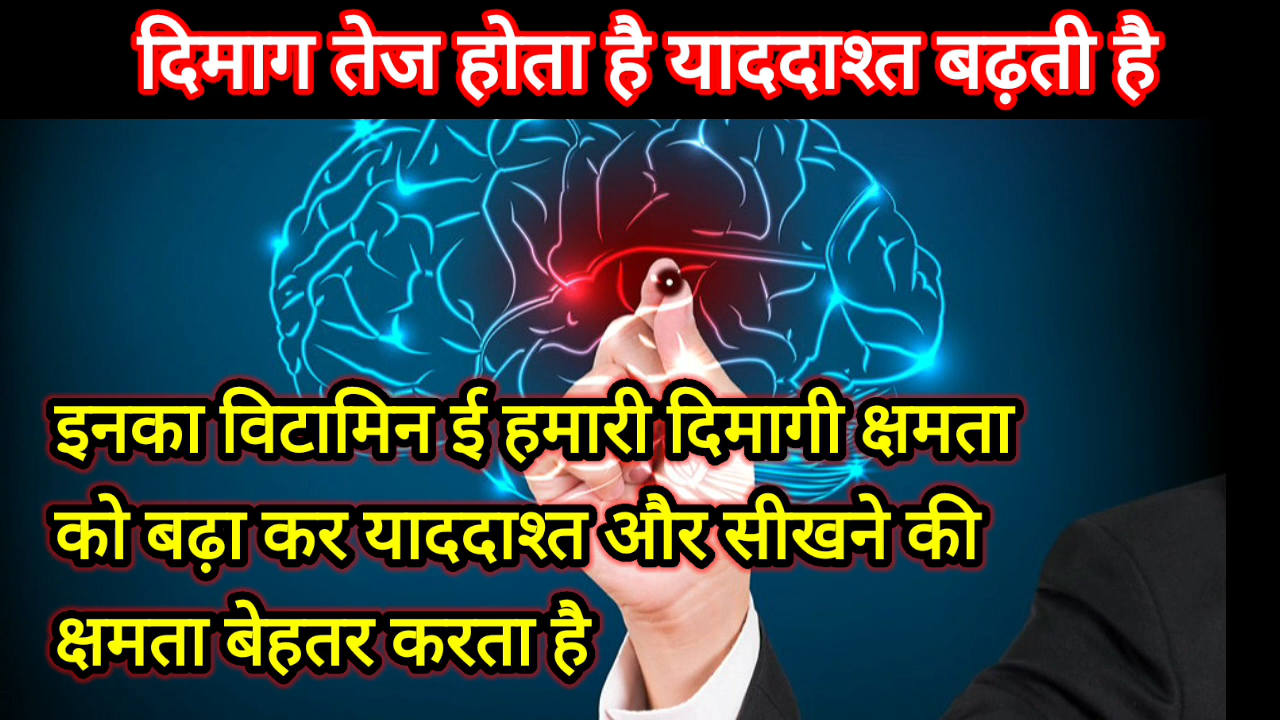 दिमाग तेज होता है याददाश्त बढ़ती है
इनका विटामिन ई हमारी दिमागी क्षमता
को बढ़ा कर याददाश्त और सीखने की
क्षमता बेहतर करता है